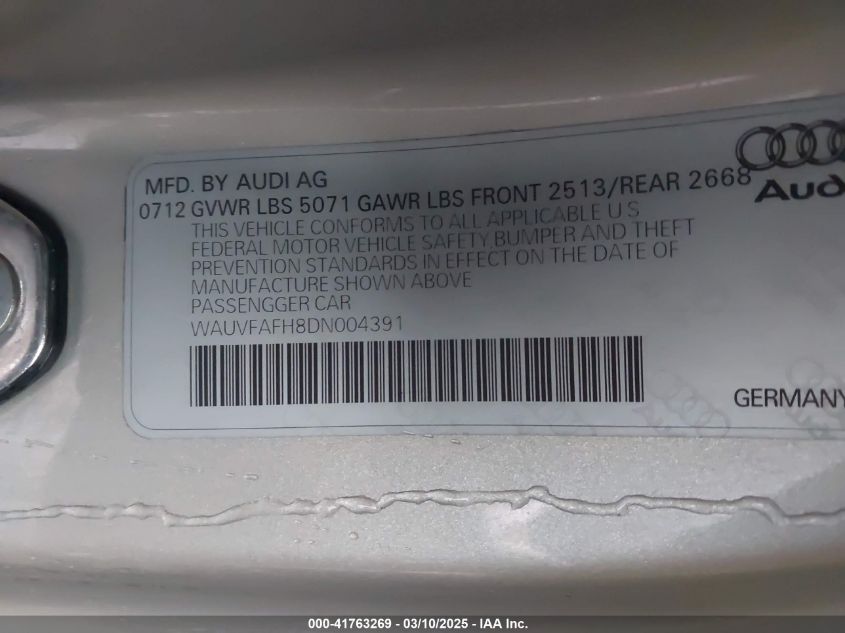 MFD. BY AUDI AG
0712 GVWR LBS 5071 GAWR LBS FRONT 2513/REAR 2668
THIS VEHICLE CONFORMS TO ALL APPLICABLE U S
FEDERAL MOTOR VEHICLE SAFETY,BUMPER AND THEFT
PREVENTION STANDARDS IN EFFECT ON THE DATE OF
MANUFACTURE SHOWN ABOVE
PASSENGGER CAR
WAUVFAFH8DN004391
Aud
GERMANY
000-41763269 - 03/10/2025 - IAA Inc.